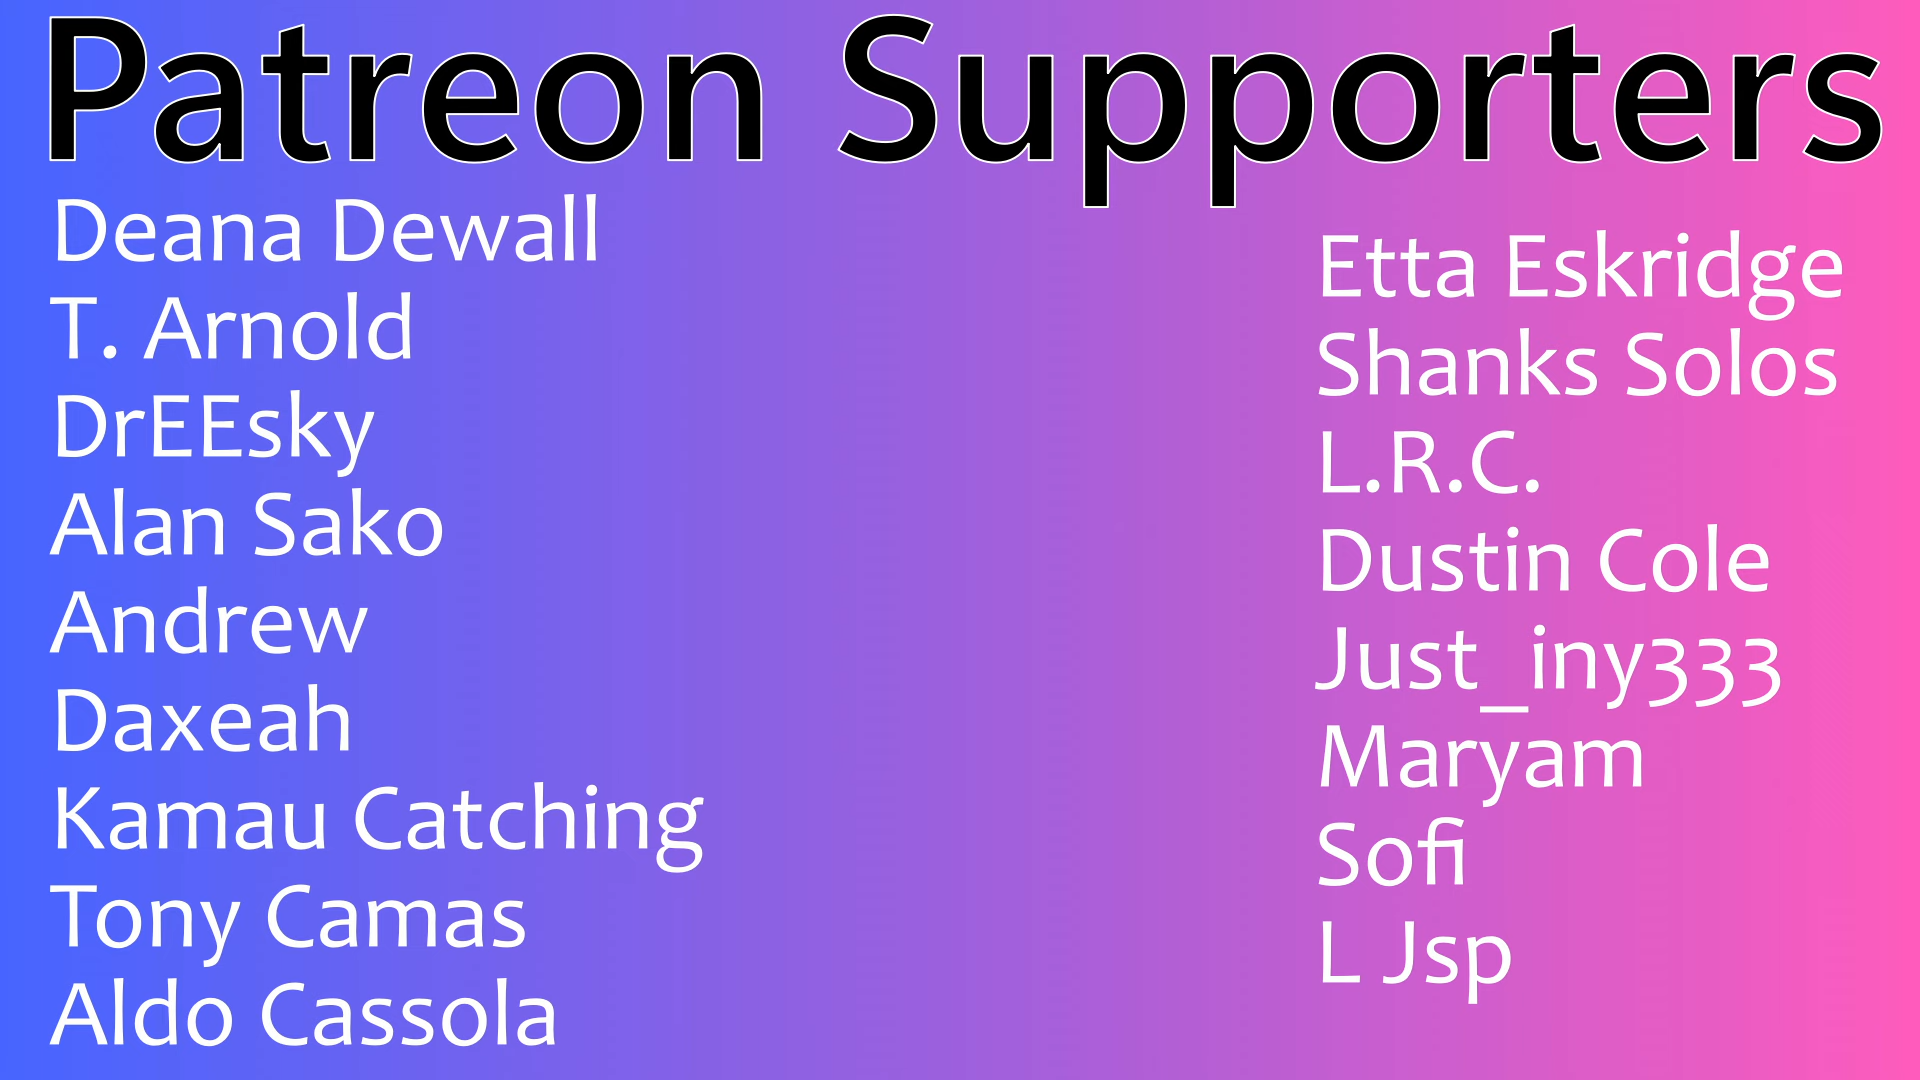 Patreon Supporters
Deana Dewall
T. Arnold
DrEEsky
Alan Sako
Andrew
Daxeah
Kamau Catching
Tony Camas
Aldo Cassola
Etta Eskridge
Shanks Solos
L.R.C.
Dustin Cole
Just_iny333
Maryam
Sofi
L Jsp